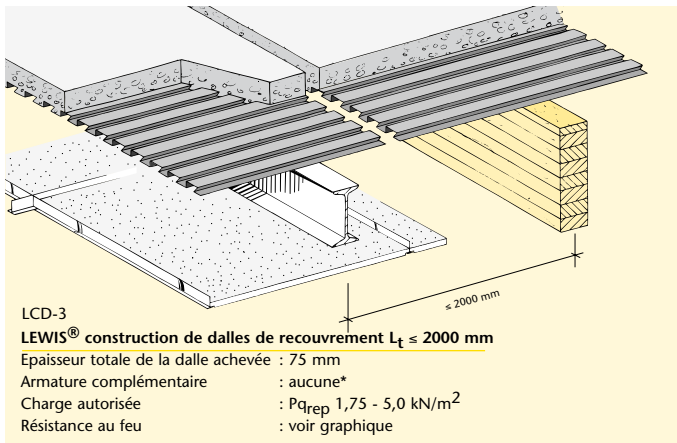 ≤ 2000 mm
LCD-3
LEWIS® construction de dalles de recouvrement Lt ≤ 2000 mm
Epaisseur totale de la dalle achevée : 75 mm
Armature complémentaire : aucune*
Charge autorisée : Pqrep 1,75 - 5,0 kN/m²
Résistance au feu : voir graphique